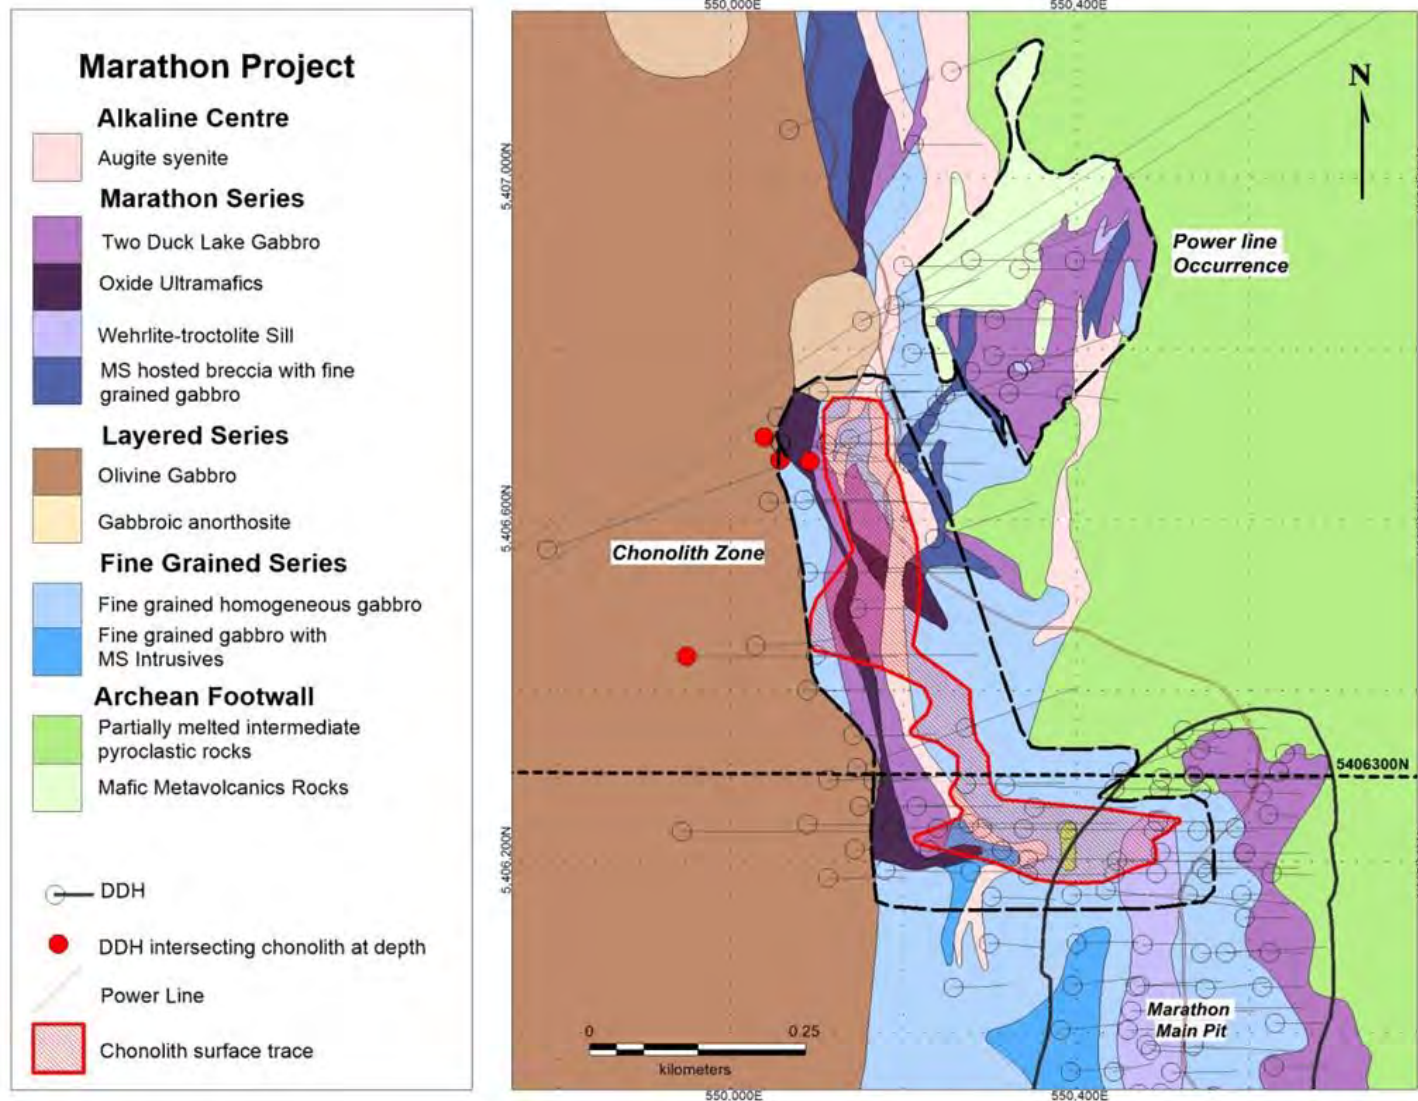 Marathon Project
Alkaline Centre
Augite syenite
Marathon Series
Two Duck Lake Gabbro
Oxide Ultramafics
Wehrlite-troctolite Sill
MS hosted breccia with fine
grained gabbro
Layered Series
Olivine Gabbro
Gabbroic anorthosite
Fine Grained Series
Fine grained homogeneous gabbro
Fine grained gabbro with
MS Intrusives
Archean Footwall
Partially melted intermediate
pyroclastic rocks
Mafic Metavolcanics Rocks
DDH
DDH intersecting chonolith at depth
Power Line
Chonolith surface trace
550,000E
550,400E
N
5,407,000N
Power line
Occurrence
5,406,600N
Chonolith Zone
5406300N
5,406,200N
Marathon
Main Pit
0
0.25
kilometers
550,000E
550,400E